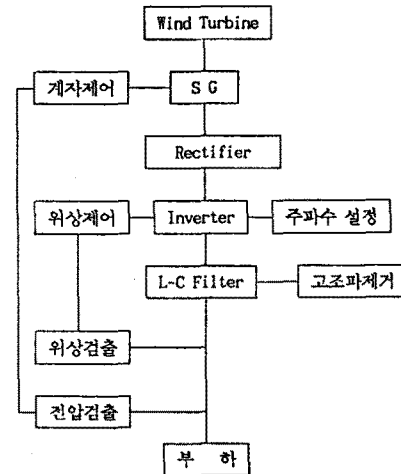 Wind Turbine
계자제어
S G
Rectifier
위상제어
Inverter
주파수 설정
L-C Filter
고조파제거
위상검출
전압검출
부 하